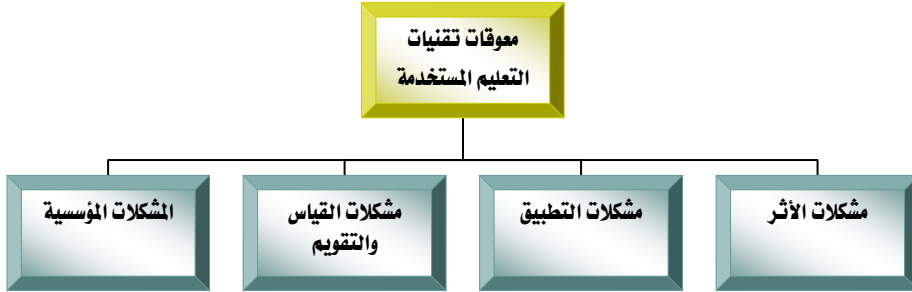 معوقات تقنيات
التعليم المستخدمة
مشكلات الأثر
مشكلات التطبيق
مشكلات القياس
والتقويم
المشكلات المؤسسية